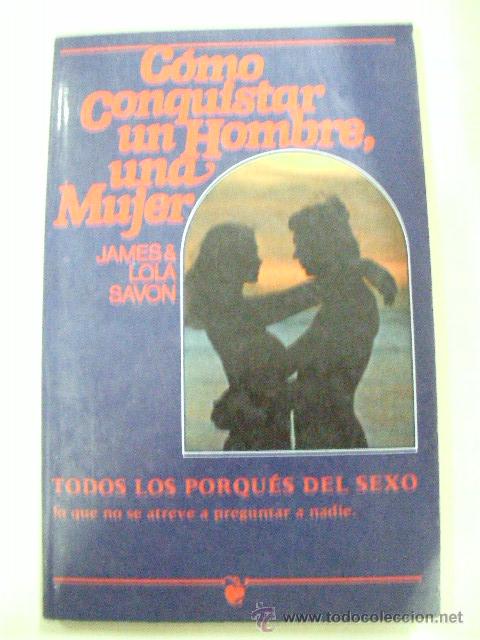 Cómo
Conquistar
un Hombre,
una
Mujer
JAMES &
LOLA
SAVON
TODOS LOS PORQUÉS DEL SEXO
lo que no se atreve a preguntar a nadie.
www.todocoleccion.net